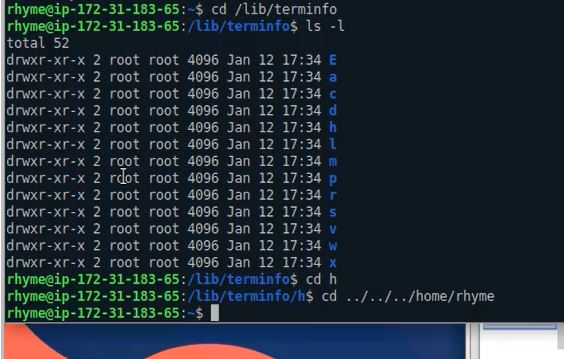 rhyme@ip-172-31-183-65:~$ cd /lib/terminfo
rhyme@ip-172-31-183-65:/lib/terminfo$ ls -l
total 52
drwxr-xr-x 2 root root 4096 Jan 12 17:34 E
drwxr-xr-x 2 root root 4096 Jan 12 17:34 a
drwxr-xr-x 2 root root 4096 Jan 12 17:34 c
drwxr-xr-x 2 root root 4096 Jan 12 17:34 d
drwxr-xr-x 2 root root 4096 Jan 12 17:34 h
drwxr-xr-x 2 root root 4096 Jan 12 17:34 l
drwxr-xr-x 2 root root 4096 Jan 12 17:34 m
drwxr-xr-x 2 root root 4096 Jan 12 17:34 p
drwxr-xr-x 2 root root 4096 Jan 12 17:34 r
drwxr-xr-x 2 root root 4096 Jan 12 17:34 s
drwxr-xr-x 2 root root 4096 Jan 12 17:34 v
drwxr-xr-x 2 root root 4096 Jan 12 17:34 w
drwxr-xr-x 2 root root 4096 Jan 12 17:34 x
rhyme@ip-172-31-183-65:/lib/terminfo$ cd h
rhyme@ip-172-31-183-65:/lib/terminfo/h$ cd ../../../home/rhyme
rhyme@ip-172-31-183-65:~$